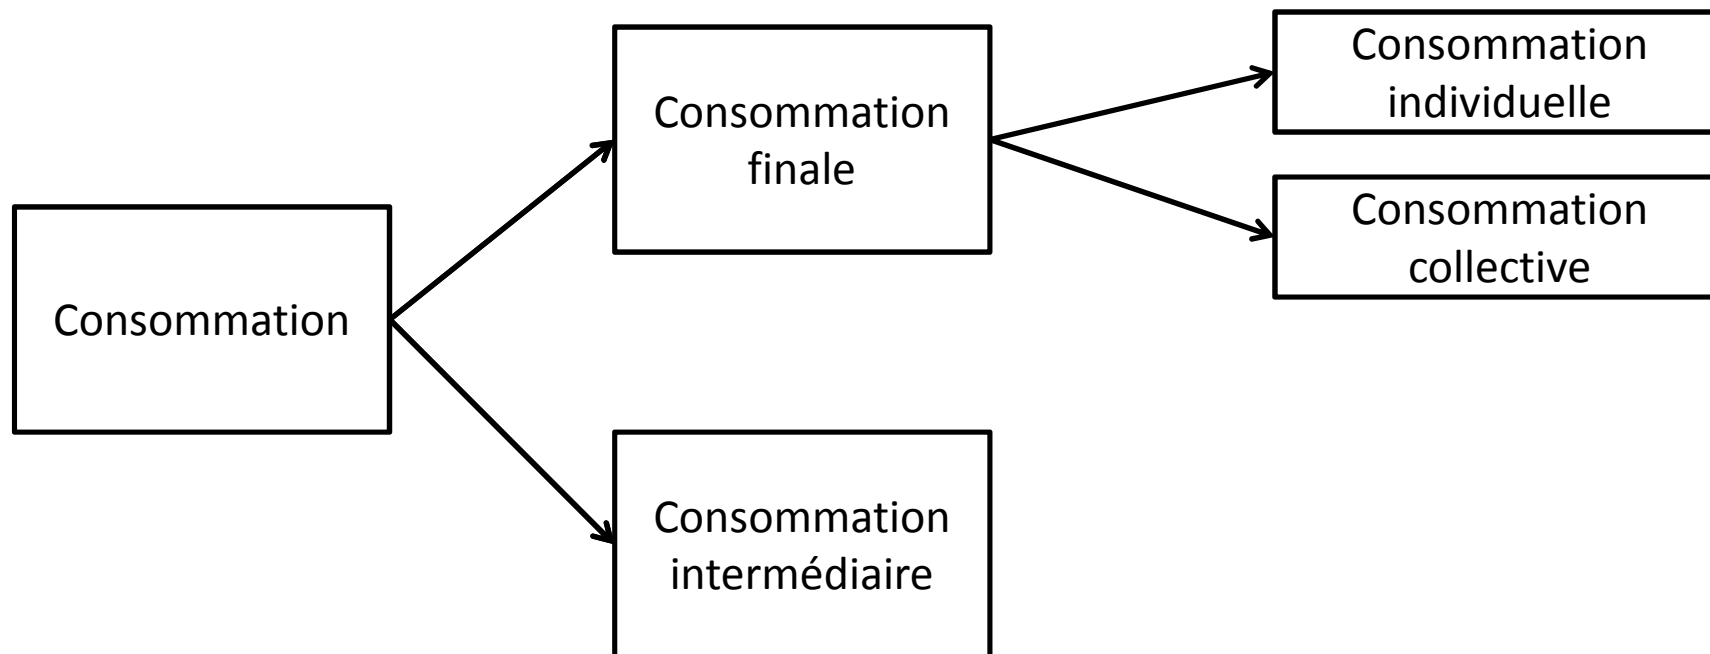 Consommation
Consommation
finale
Consommation
intermédiaire
Consommation
individuelle
Consommation
collective